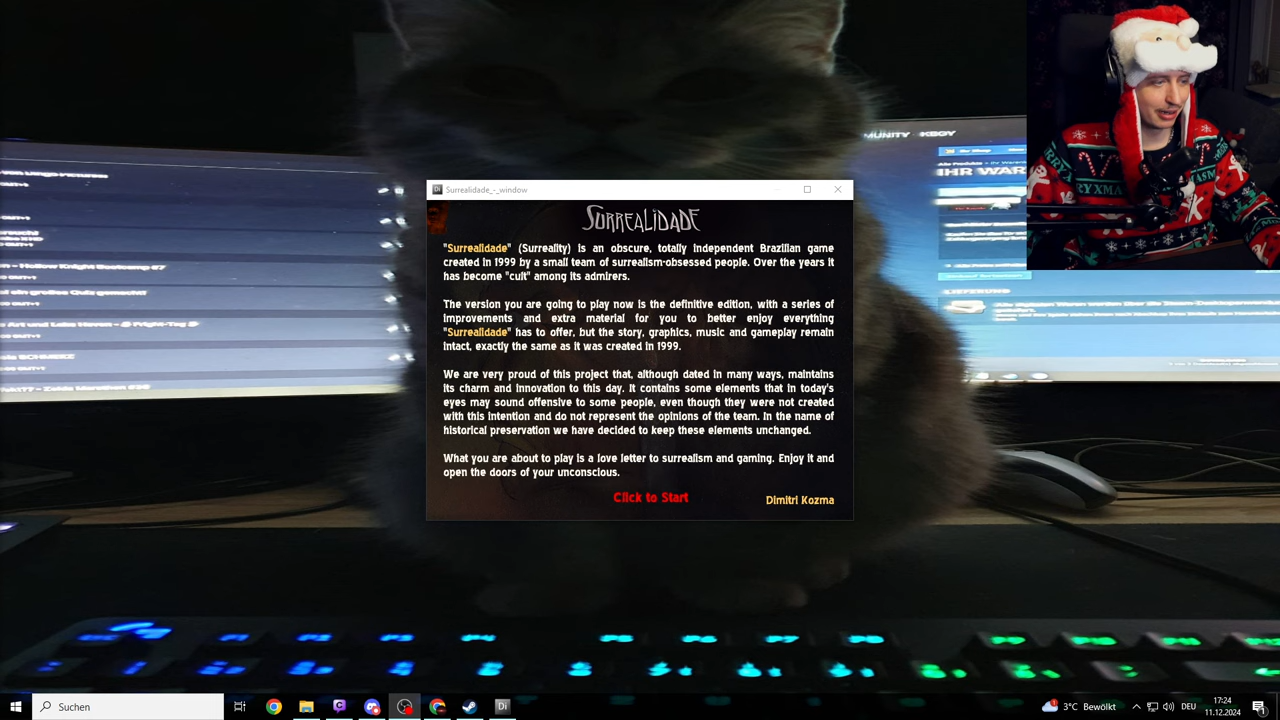 MUNITY
KBGY
IHR WAR
LIEFERUNG
Surrealidade_-_window
SURREALIDADE
"Surrealidade" (Surreality) is an obscure, totally independent Brazilian game
created in 1999 by a small team of surrealism-obsessed people. Over the years it
has become "cult" among its admirers.
The version you are going to play now is the definitive edition, with a series of
improvements and extra material for you to better enjoy everything
"Surrealidade" has to offer, but the story, graphics, music and gameplay remain
intact, exactly the same as it was created in 1999.
We are very proud of this project that, although dated in many ways, maintains
its charm and innovation to this day. It contains some elements that in today's
eyes may sound offensive to some people, even though they were not created
with this intention and do not represent the opinions of the team. In the name of
historical preservation we have decided to keep these elements unchanged.
What you are about to play is a love letter to surrealism and gaming. Enjoy it and
open the doors of your unconscious.
Click to Start
Dimitri Kozma
Suchen
Di
3°C Bewölkt
DEU
17:24
11.12.2024
1